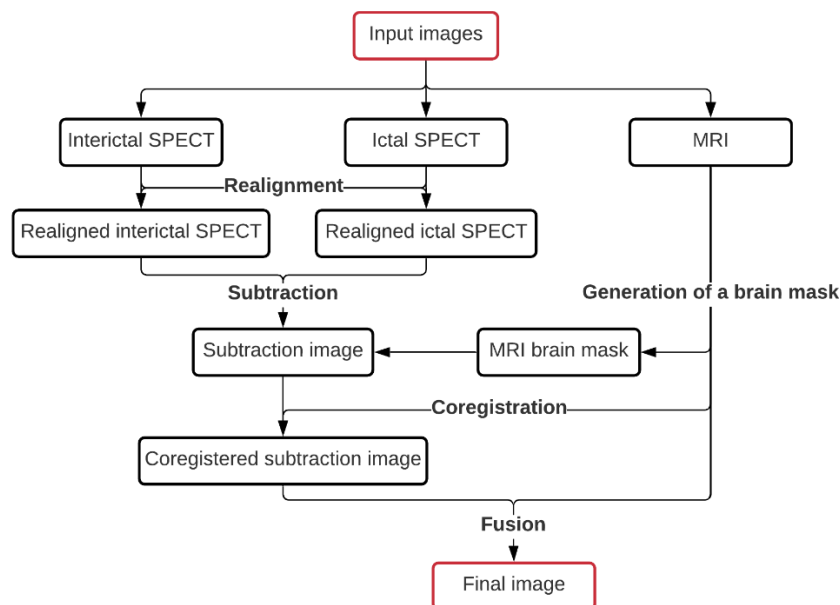 Input images
Interictal SPECT
Ictal SPECT
MRI
Realignment
Realigned interictal SPECT
Realigned ictal SPECT
Subtraction
Generation of a brain mask
Subtraction image
MRI brain mask
Coregistration
Coregistered subtraction image
Fusion
Final image